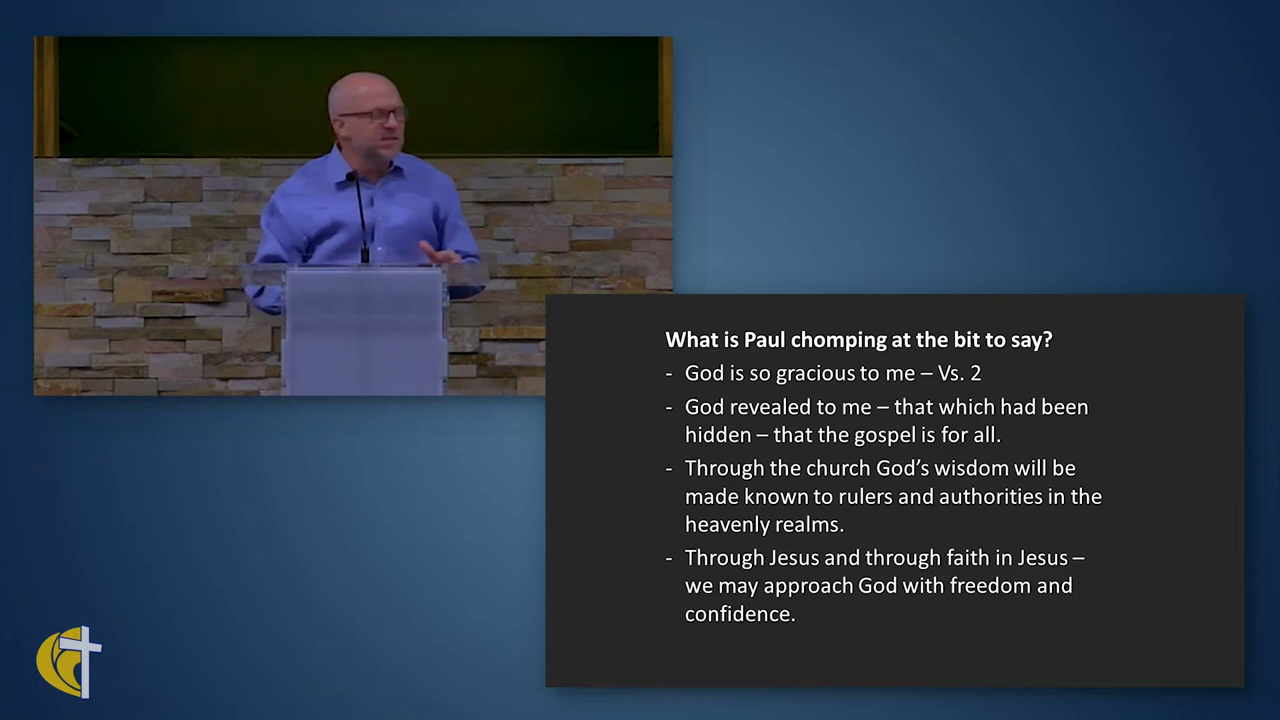 What is Paul chomping at the bit to say?
- God is so gracious to me – Vs. 2
- God revealed to me – that which had been
hidden – that the gospel is for all.
- Through the church God’s wisdom will be
made known to rulers and authorities in the
heavenly realms.
- Through Jesus and through faith in Jesus –
we may approach God with freedom and
confidence.